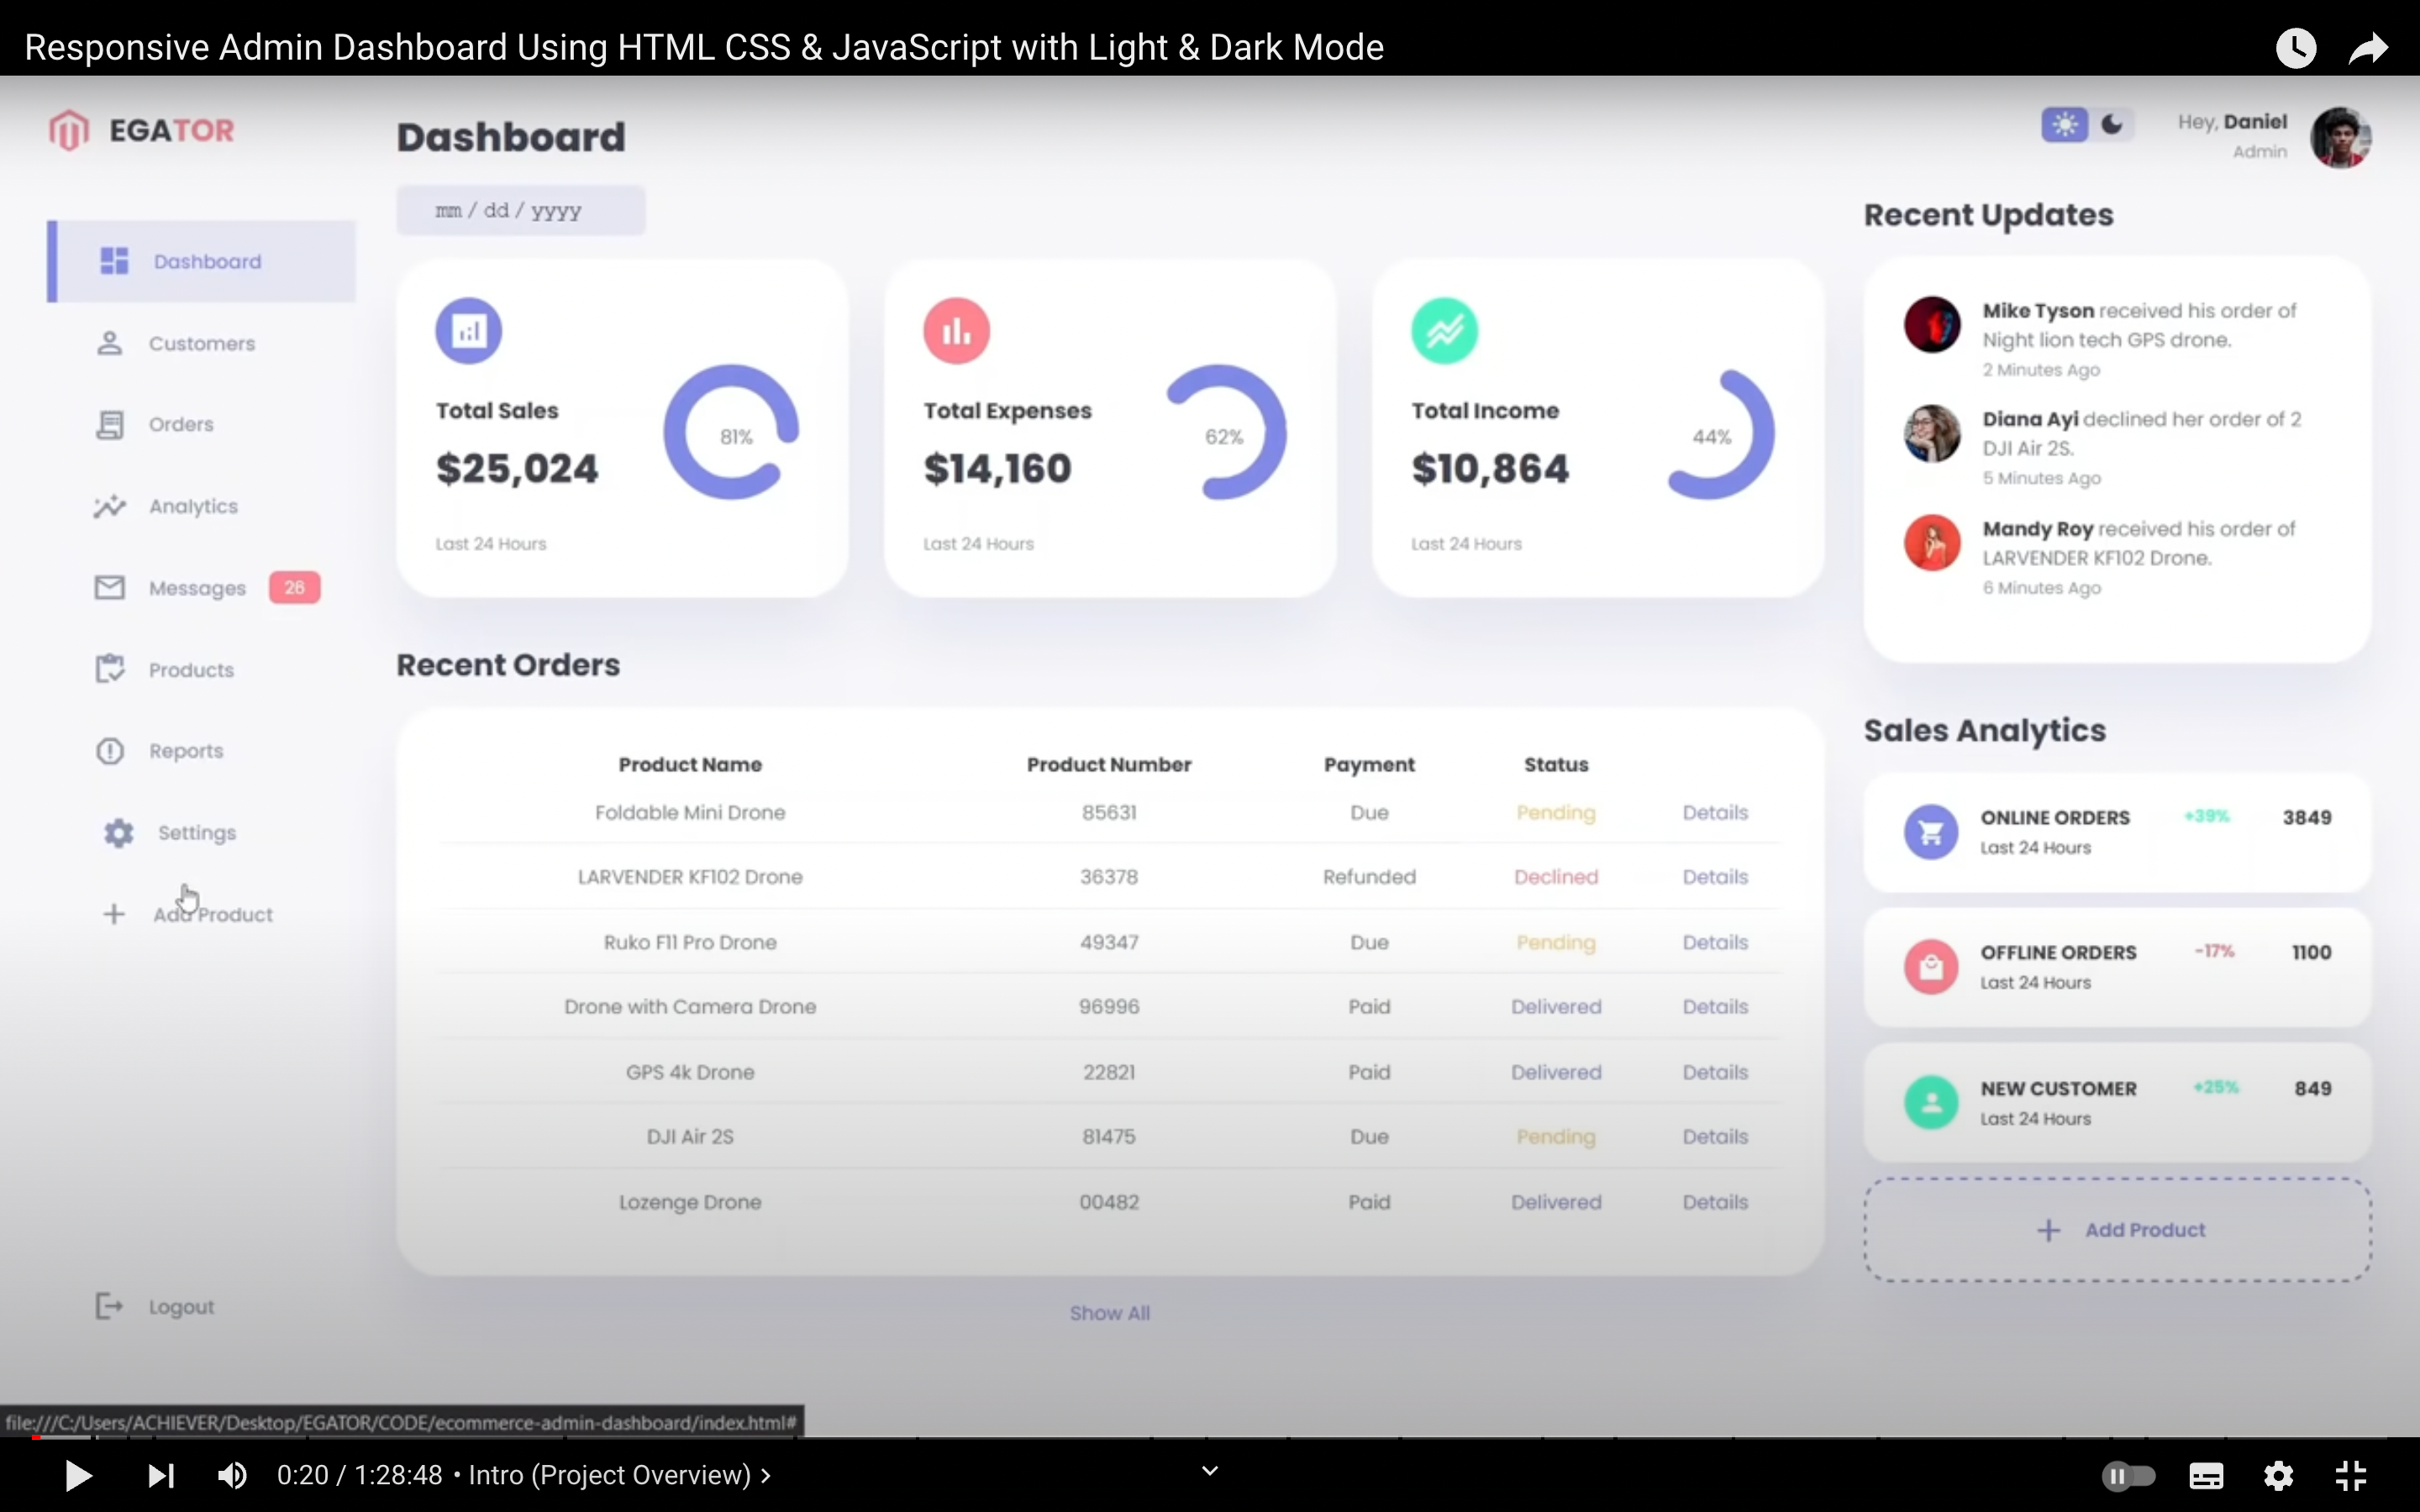 Responsive Admin Dashboard Using HTML CSS & JavaScript with Light & Dark Mode
EGATOR
Dashboard
Customers
Orders
Analytics
Messages 26
Products
Reports
Settings
Add Product
Logout
Dashboard
mm / dd / yyyy
Total Sales
$25,024
81%
Last 24 Hours
Total Expenses
$14,160
62%
Last 24 Hours
Total Income
$10,864
44%
Last 24 Hours
Recent Orders
Product Name Product Number Payment Status
Foldable Mini Drone 85631 Due Pending Details
LARVENDER KF102 Drone 36378 Refunded Declined Details
Ruko F11 Pro Drone 49347 Due Pending Details
Drone with Camera Drone 96996 Paid Delivered Details
GPS 4k Drone 22821 Paid Delivered Details
DJI Air 2S 81475 Due Pending Details
Lozenge Drone 00482 Paid Delivered Details
Show All
Hey, Daniel
Admin
Recent Updates
Mike Tyson received his order of
Night lion tech GPS drone.
2 Minutes Ago
Diana Ayi declined her order of 2
DJI Air 2S.
5 Minutes Ago
Mandy Roy received his order of
LARVENDER KF102 Drone.
6 Minutes Ago
Sales Analytics
ONLINE ORDERS +39% 3849
Last 24 Hours
OFFLINE ORDERS -17% 1100
Last 24 Hours
NEW CUSTOMER +25% 849
Last 24 Hours
Add Product
file:///C:/Users/ACHIEVER/Desktop/EGATOR/CODE/ecommerce-admin-dashboard/index.html#
0:20 / 1:28:48 • Intro (Project Overview)